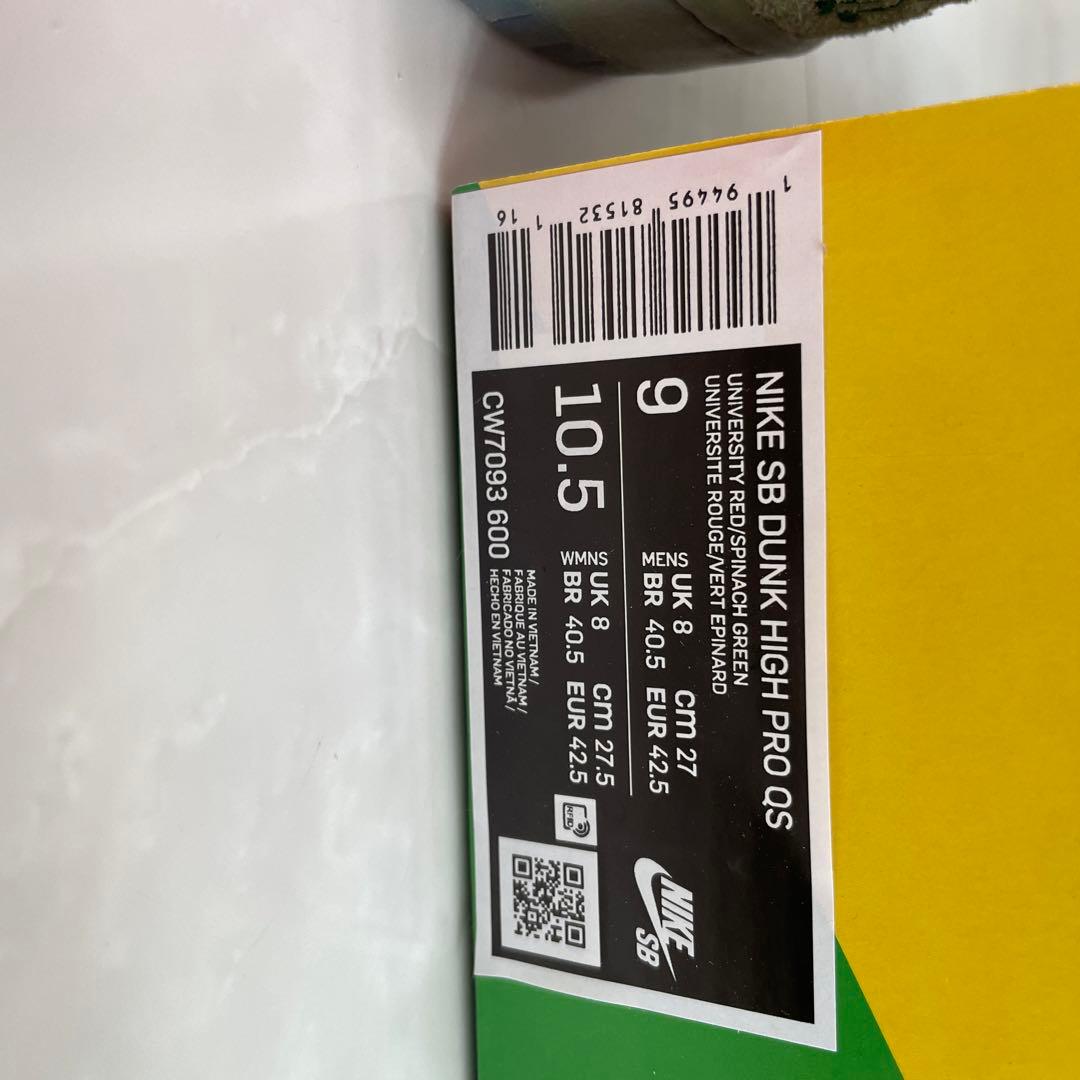 NIKE SB DUNK HIGH PRO QS
UNIVERSITY RED/SPINACH GREEN
UNIVERSITE ROUGE/VERT EPINARD
9
MENS UK 8 cm 27
BR 40.5 EUR 42.5
10.5
WMNS UK 8 cm 27.5
BR 40.5 EUR 42.5
CW7093 600
MADE IN VIETNAM/
FABRIQUE AU VIETNAM/
FABRICADO NO VIETNÃ/
HECHO EN VIETNAM
RFID
NIKE
SB
1 94495 81532 1 16